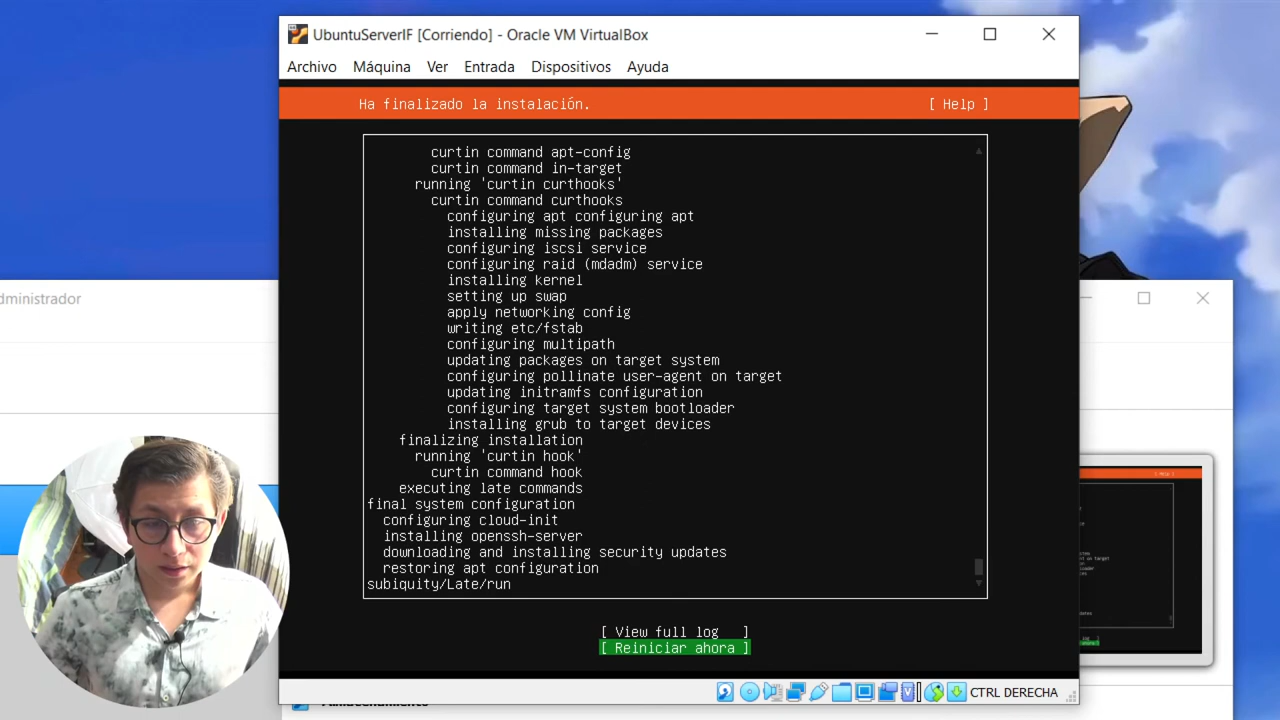 UbuntuServerIF [Corriendo] - Oracle VM VirtualBox
Archivo Máquina Ver Entrada Dispositivos Ayuda
Ha finalizado la instalación. [ Help ]
curtin command apt-config
curtin command in-target
running 'curtin curthooks'
curtin command curthooks
configuring apt configuring apt
installing missing packages
configuring iscsi service
configuring raid (mdadm) service
installing kernel
setting up swap
apply networking config
writing etc/fstab
configuring multipath
updating packages on target system
configuring pollinate user-agent on target
updating initramfs configuration
configuring target system bootloader
installing grub to target devices
finalizing installation
running 'curtin hook'
curtin command hook
executing late commands
final system configuration
configuring cloud-init
installing openssh-server
downloading and installing security updates
restoring apt configuration
subiquity/Late/run
[ View full log ]
[ Reiniciar ahora ]
CTRL DERECHA
dministrador